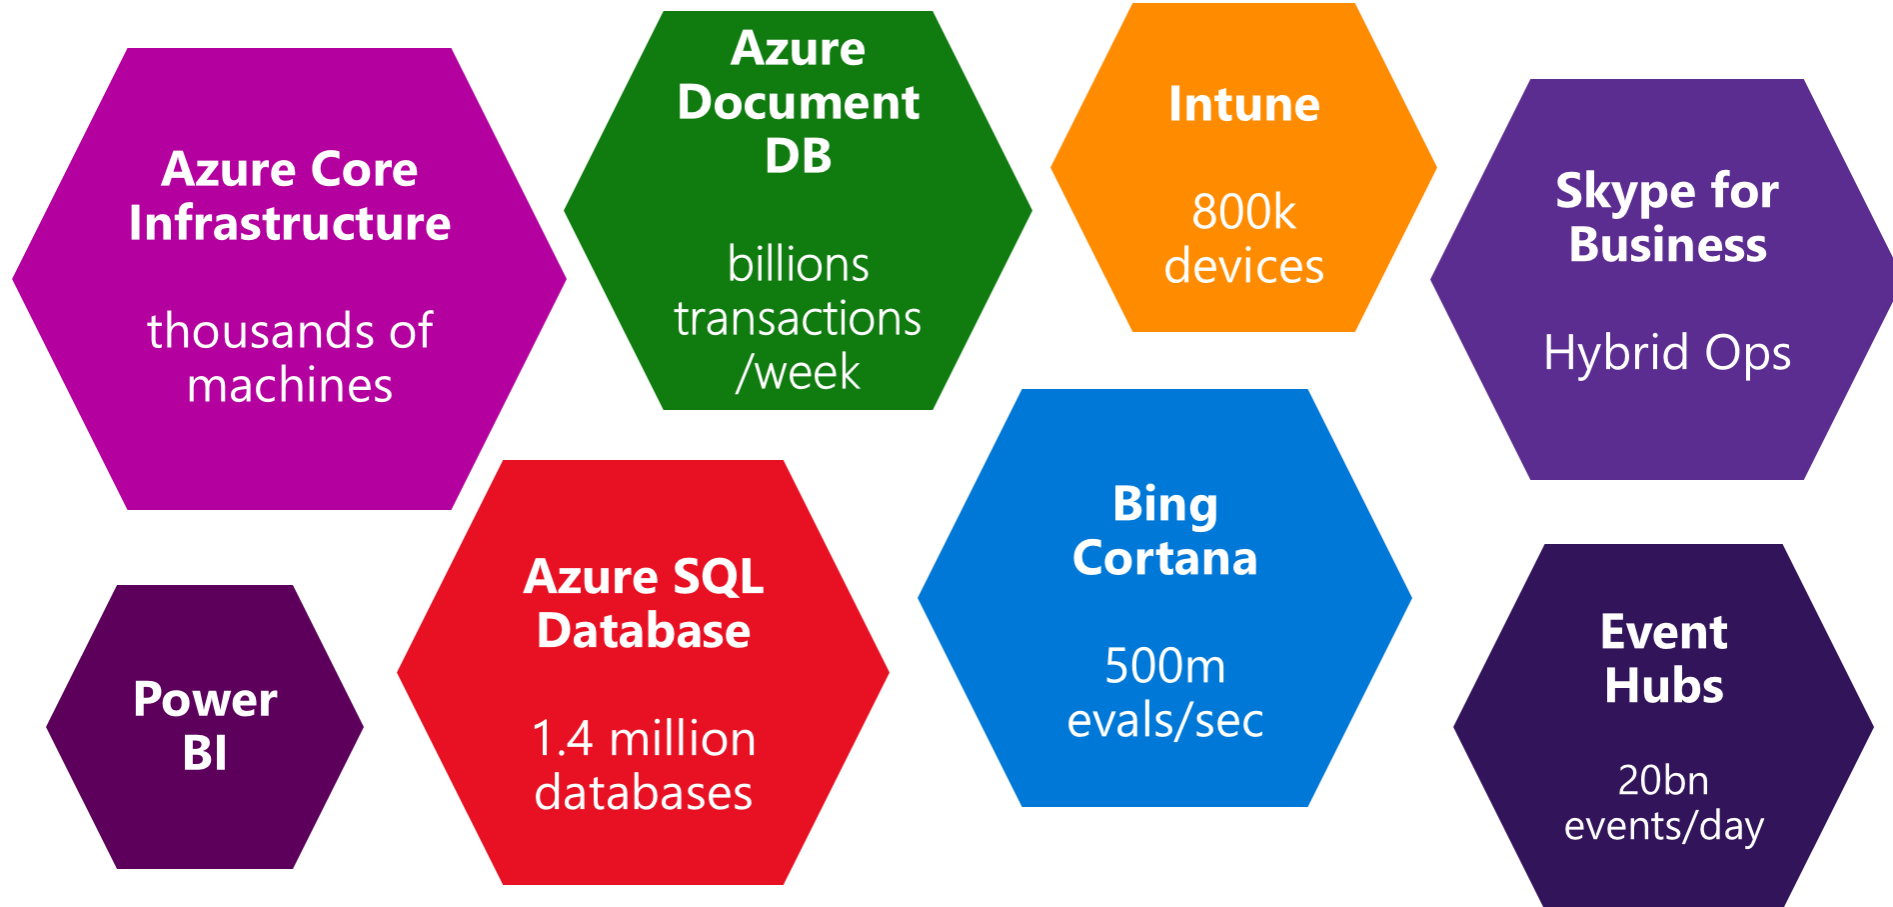 Azure Core
Infrastructure
thousands of
machines
Azure
Document
DB
billions
transactions
/week
Intune
800k
devices
Skype for
Business
Hybrid Ops
Power
BI
Azure SQL
Database
1.4 million
databases
Bing
Cortana
500m
evals/sec
Event
Hubs
20bn
events/day